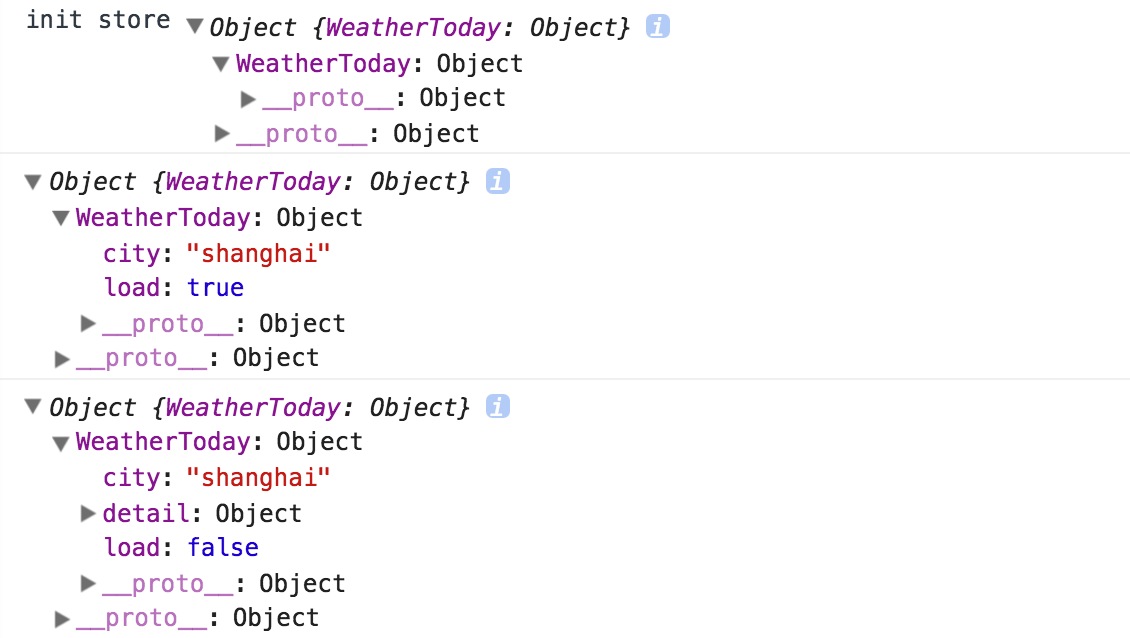 init store ▼Object {WeatherToday: Object} i
▼WeatherToday: Object
▶__proto__: Object
▶__proto__: Object
▼Object {WeatherToday: Object} i
▼WeatherToday: Object
city: "shanghai"
load: true
▶__proto__: Object
▶__proto__: Object
▼Object {WeatherToday: Object} i
▼WeatherToday: Object
city: "shanghai"
▶detail: Object
load: false
▶__proto__: Object
▶__proto__: Object